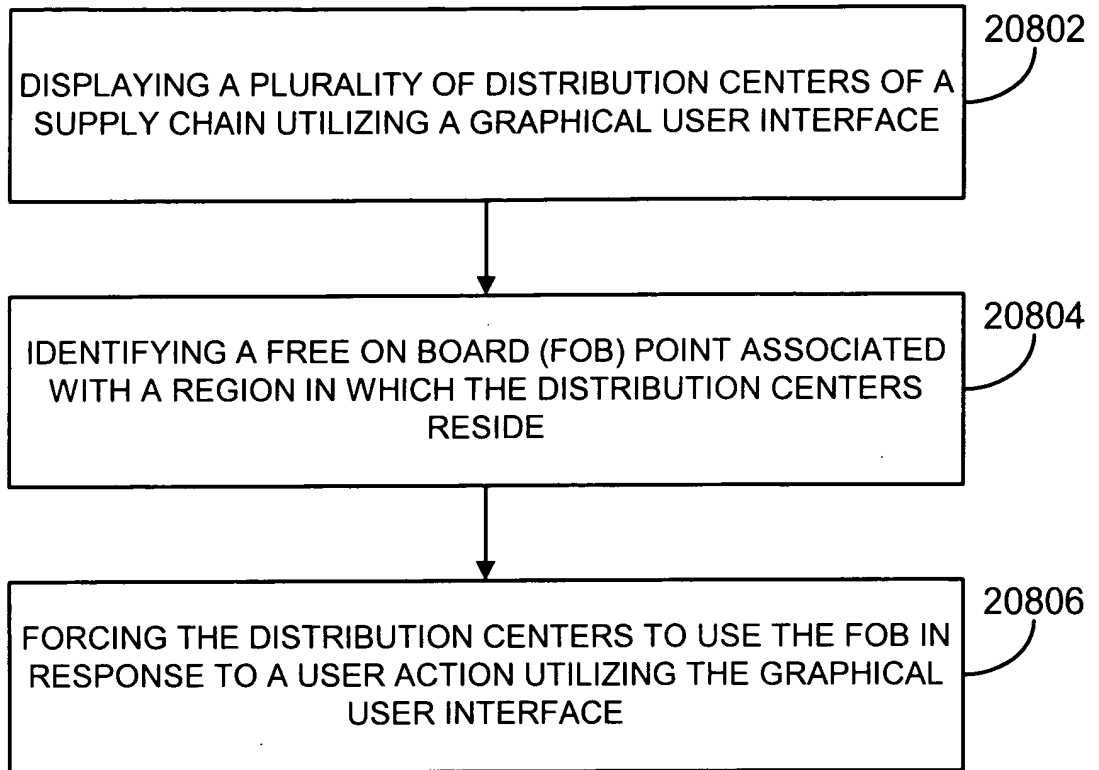 20802
DISPLAYING A PLURALITY OF DISTRIBUTION CENTERS OF A
SUPPLY CHAIN UTILIZING A GRAPHICAL USER INTERFACE
20804
IDENTIFYING A FREE ON BOARD (FOB) POINT ASSOCIATED
WITH A REGION IN WHICH THE DISTRIBUTION CENTERS
RESIDE
20806
FORCING THE DISTRIBUTION CENTERS TO USE THE FOB IN
RESPONSE TO A USER ACTION UTILIZING THE GRAPHICAL
USER INTERFACE